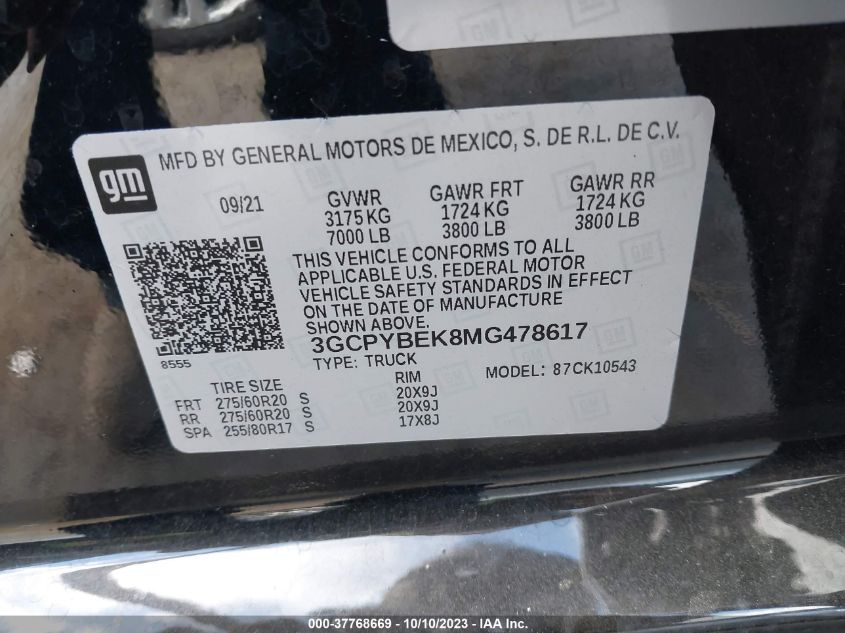 MFD BY GENERAL MOTORS DE MEXICO, S. DE R.L. DE C.V.
gm
09/21
GVWR GAWR FRT GAWR RR
3175 KG 1724 KG 1724 KG
7000 LB 3800 LB 3800 LB
THIS VEHICLE CONFORMS TO ALL
APPLICABLE U.S. FEDERAL MOTOR
VEHICLE SAFETY STANDARDS IN EFFECT
ON THE DATE OF MANUFACTURE
SHOWN ABOVE.
8555
3GCPYBEK8MG478617
TYPE: TRUCK MODEL: 87CK10543
TIRE SIZE RIM
FRT 275/60R20 S 20X9J
RR 275/60R20 S 20X9J
SPA 255/80R17 S 17X8J
000-37768669 - 10/10/2023 - IAA Inc.